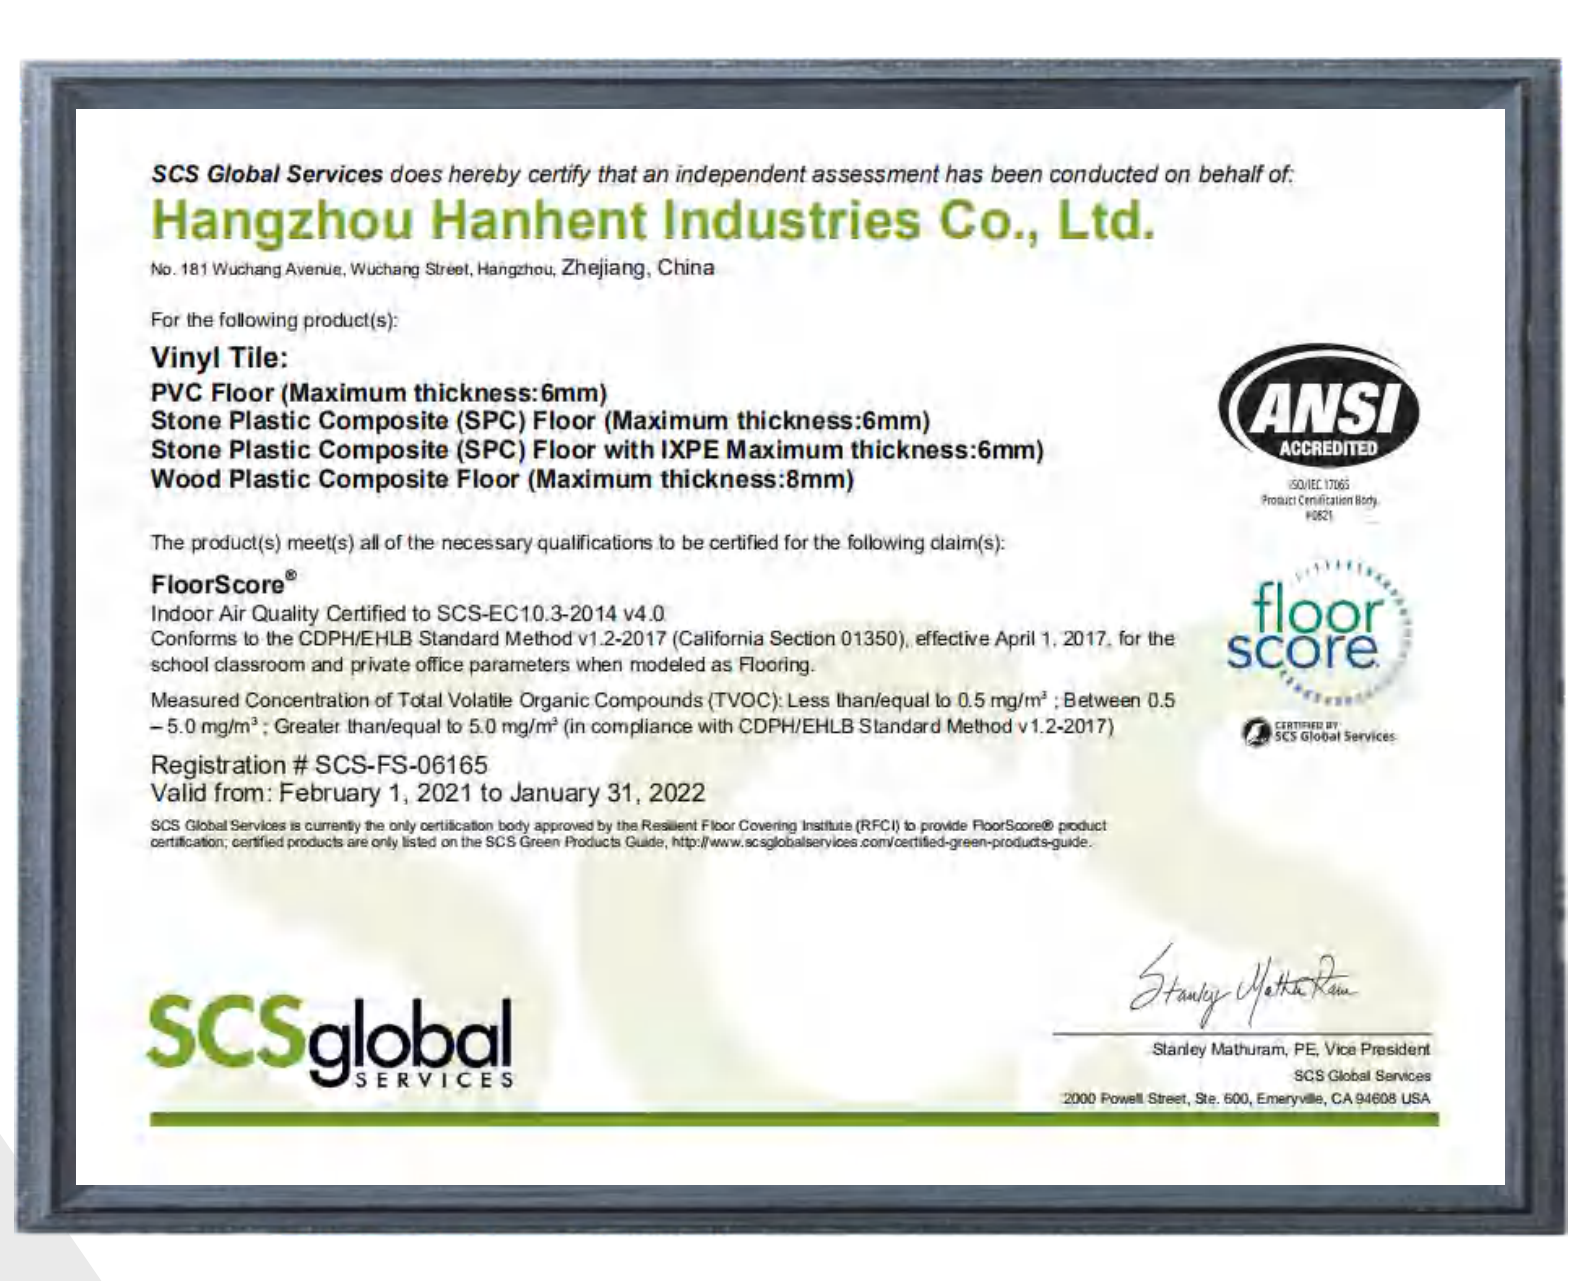 SCS Global Services does hereby certify that an independent assessment has been conducted on behalf of:
Hangzhou Hanhent Industries Co., Ltd.
No. 181 Wuchang Avenue, Wuchang Street, Hangzhou, Zhejiang, China
For the following product(s):
Vinyl Tile:
PVC Floor (Maximum thickness:6mm)
Stone Plastic Composite (SPC) Floor (Maximum thickness:6mm)
Stone Plastic Composite (SPC) Floor with IXPE Maximum thickness:6mm)
Wood Plastic Composite Floor (Maximum thickness:8mm)
ANSI
ACCREDITED
ISO/IEC 17065
Product Certification Body
#0821
The product(s) meet(s) all of the necessary qualifications to be certified for the following claim(s):
FloorScore®
Indoor Air Quality Certified to SCS-EC10.3-2014 v4.0
Conforms to the CDPH/EHLB Standard Method v1.2-2017 (California Section 01350), effective April 1, 2017, for the
school classroom and private office parameters when modeled as Flooring.
floor
score
Measured Concentration of Total Volatile Organic Compounds (TVOC): Less than/equal to 0.5 mg/m³ ; Between 0.5
– 5.0 mg/m³ ; Greater than/equal to 5.0 mg/m³ (in compliance with CDPH/EHLB Standard Method v1.2-2017)
CERTIFIED BY
SCS Global Services
Registration # SCS-FS-06165
Valid from: February 1, 2021 to January 31, 2022
SCS Global Services is currently the only certification body approved by the Resilient Floor Covering Institute (RFCI) to provide FloorScore® product
certification; certified products are only listed on the SCS Green Products Guide, http://www.scsglobalservices.com/certified-green-products-guide.
SCS
SCSglobal
SERVICES
Stanley Mathuram, PE, Vice President
SCS Global Services
2000 Powell Street, Ste. 600, Emeryville, CA 94608 USA